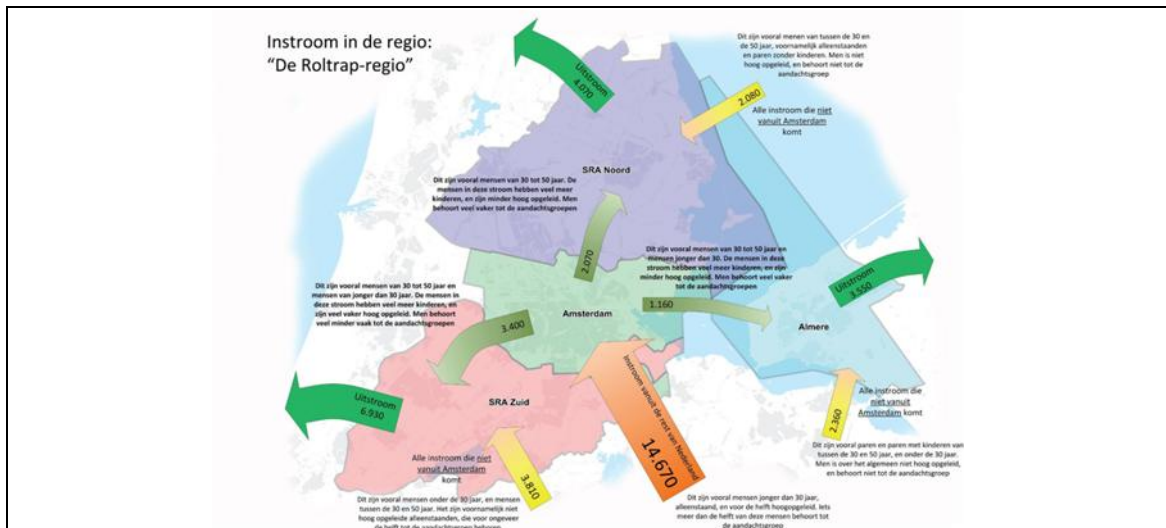 Instroom in de regio:
“De Roltrap-regio”
Uitstroom
4.070
Dit zijn vooral menen van tussen de 30 en
de 50 jaar, voornamelijk alleenstaanden
en paren zonder kinderen. Men is niet
hoog opgeleid, en behoort niet tot de
aandachtsgroep
2.080
Alle instroom die niet
vanuit Amsterdam
komt
SRA Noord
Dit zijn vooral mensen van 30 tot 50 jaar. De
mensen in deze stroom hebben veel meer
kinderen, en zijn minder hoog opgeleid. Men
behoort veel vaker tot de aandachtsgroepen
2.070
Dit zijn vooral mensen van 30 tot 50 jaar en
mensen jonger dan 30. De mensen in deze
stroom hebben veel meer kinderen, en zijn
minder hoog opgeleid. Men behoort veel vaker
tot de aandachtsgroepen
1.160
Uitstroom
3.550
Dit zijn vooral mensen van 30 tot 50 jaar en
mensen van jonger dan 30 jaar. De mensen in
deze stroom hebben veel meer kinderen, en
zijn veel vaker hoog opgeleid. Men behoort
veel minder vaak tot de aandachtsgroepen
Amsterdam
Almere
3.400
Uitstroom
6.930
SRA Zuid
Instroom vanuit de rest van Nederland
14.670
Alle instroom die
niet vanuit
Amsterdam komt
2.360
Dit zijn vooral paren en paren met kinderen van
tussen de 30 en 50 jaar, en onder de 30 jaar.
Men is over het algemeen niet hoog opgeleid,
en behoort niet tot de aandachtsgroep
Alle instroom die niet
vanuit Amsterdam
komt
3.810
Dit zijn vooral mensen onder de 30 jaar, en mensen
tussen de 30 en 50 jaar. Het zijn voornamelijk niet
hoog opgeleide alleenstaanden, die voor ongeveer
de helft tot de aandachtsgroep behoren
Dit zijn vooral mensen jonger dan 30 jaar,
alleenstaand, en voor de helft hoogopgeleid. Iets
meer dan de helft van deze mensen behoort tot
de aandachtsgroep